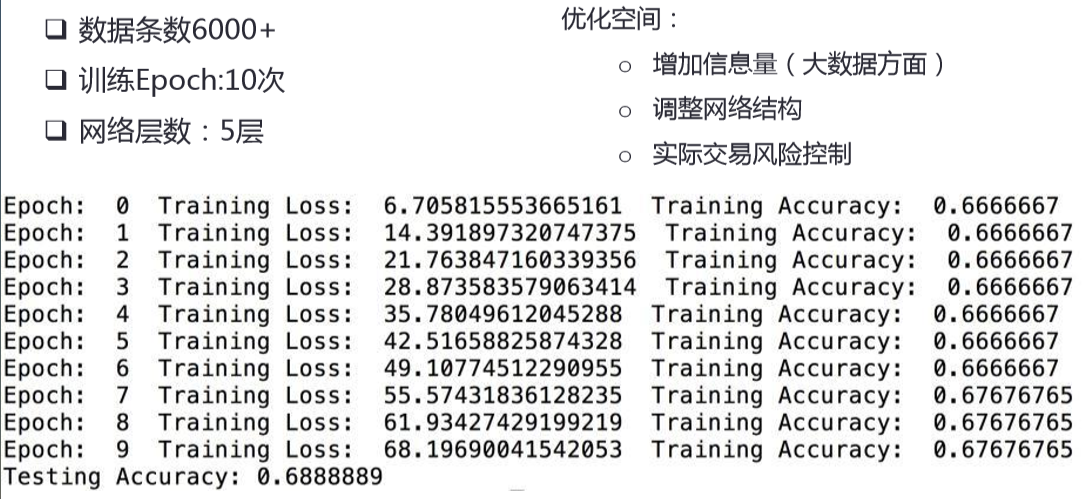 数据条数6000+
训练Epoch:10次
网络层数：5层
优化空间：
增加信息量（大数据方面）
调整网络结构
实际交易风险控制
Epoch: 0 Training Loss: 6.705815553665161 Training Accuracy: 0.6666667
Epoch: 1 Training Loss: 14.391897320747375 Training Accuracy: 0.6666667
Epoch: 2 Training Loss: 21.763847160339356 Training Accuracy: 0.6666667
Epoch: 3 Training Loss: 28.873583579063414 Training Accuracy: 0.6666667
Epoch: 4 Training Loss: 35.78049612045288 Training Accuracy: 0.6666667
Epoch: 5 Training Loss: 42.51658825874328 Training Accuracy: 0.6666667
Epoch: 6 Training Loss: 49.10774512290955 Training Accuracy: 0.6666667
Epoch: 7 Training Loss: 55.57431836128235 Training Accuracy: 0.67676765
Epoch: 8 Training Loss: 61.93427429199219 Training Accuracy: 0.67676765
Epoch: 9 Training Loss: 68.19690041542053 Training Accuracy: 0.67676765
Testing Accuracy: 0.6888889